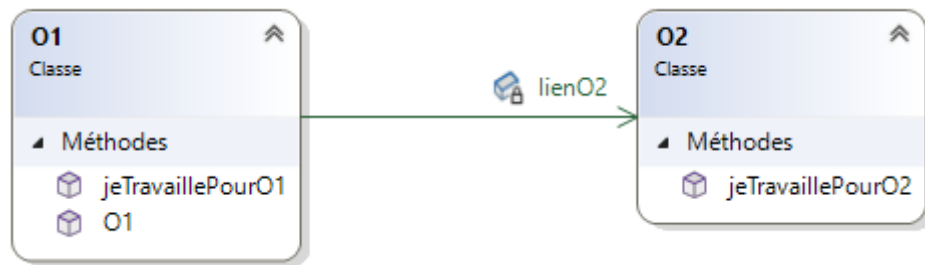 O1
Classe
Méthodes
jeTravaillePourO1
O1
lienO2
O2
Classe
Méthodes
jeTravaillePourO2